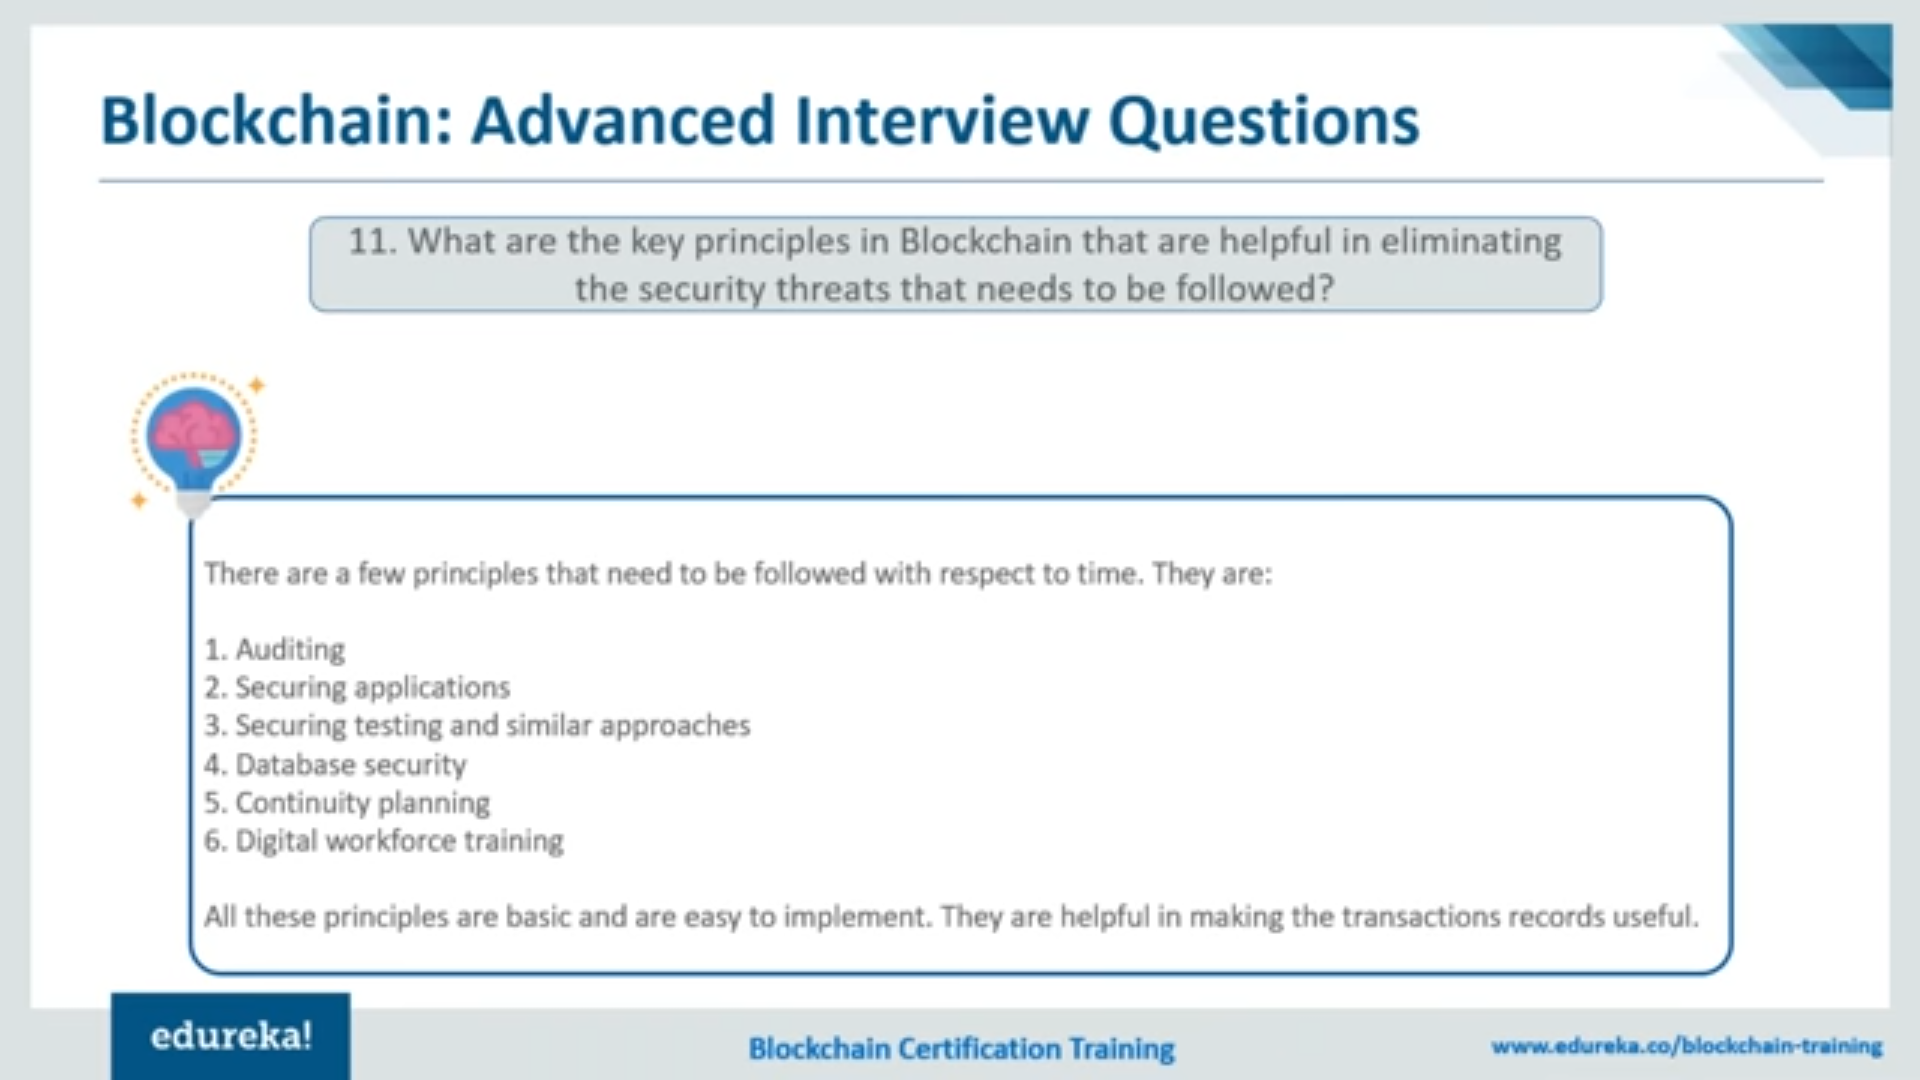 Blockchain: Advanced Interview Questions
11. What are the key principles in Blockchain that are helpful in eliminating
the security threats that needs to be followed?
There are a few principles that need to be followed with respect to time. They are:
1. Auditing
2. Securing applications
3. Securing testing and similar approaches
4. Database security
5. Continuity planning
6. Digital workforce training
All these principles are basic and are easy to implement. They are helpful in making the transactions records useful.
edureka!
Blockchain Certification Training
www.edureka.co/blockchain-training